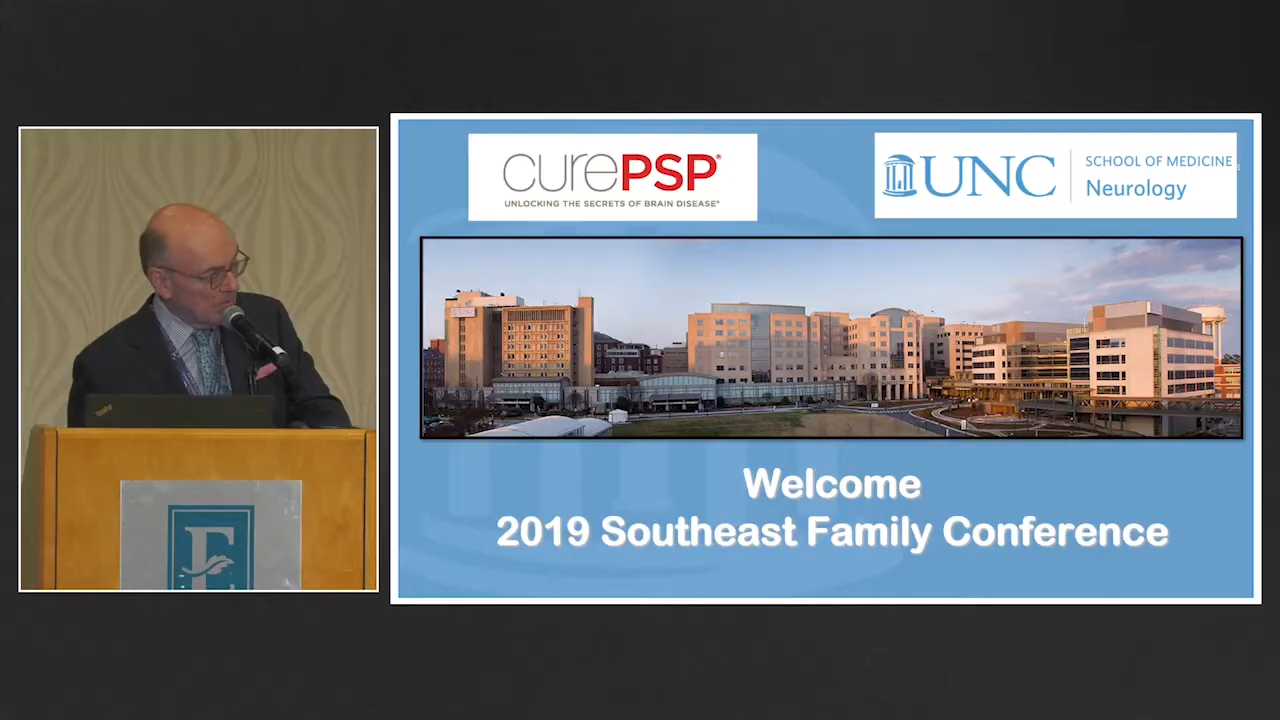 curePSP®
UNLOCKING THE SECRETS OF BRAIN DISEASE®
UNC
SCHOOL OF MEDICINE
Neurology
Welcome
2019 Southeast Family Conference
E